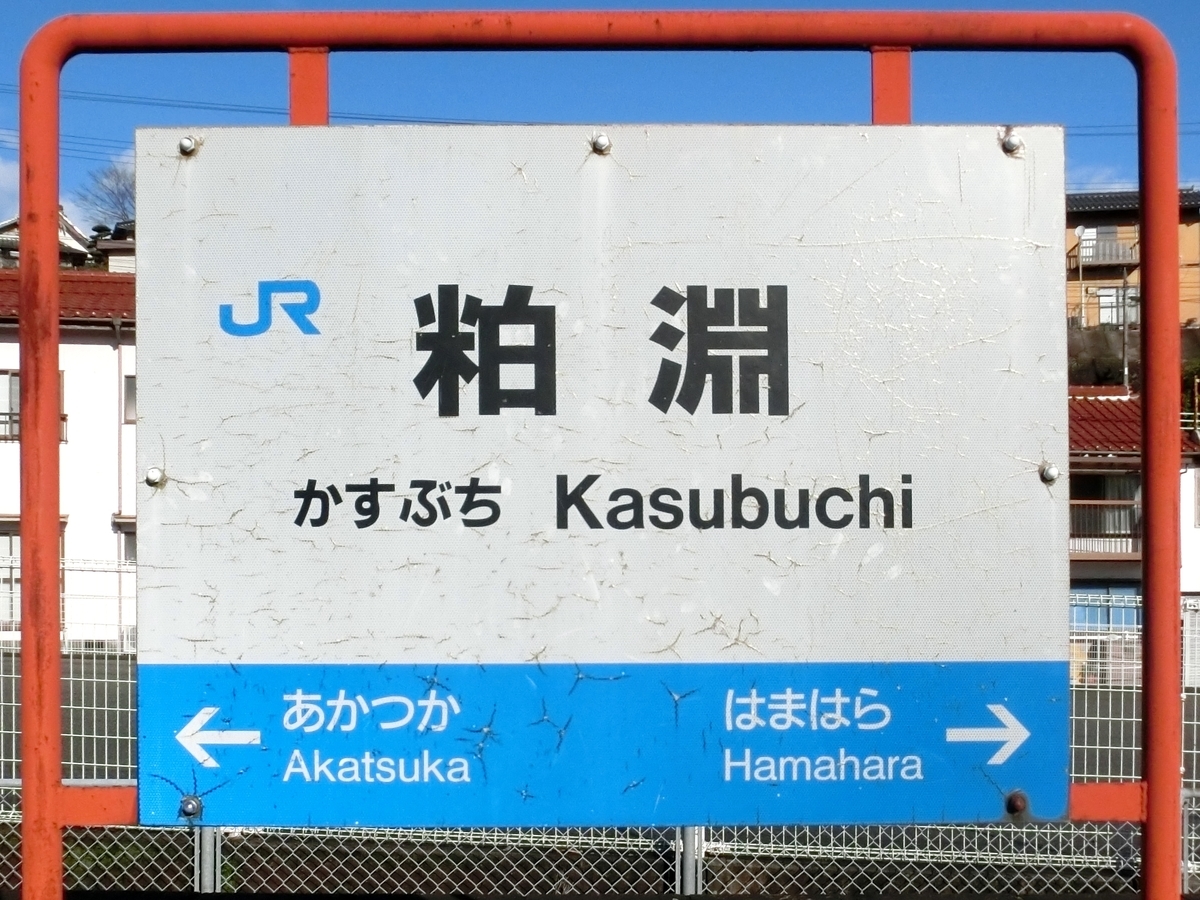 JR 粕淵
かすぶち Kasubuchi
← あかつか はまはら →
Akatsuka Hamahara